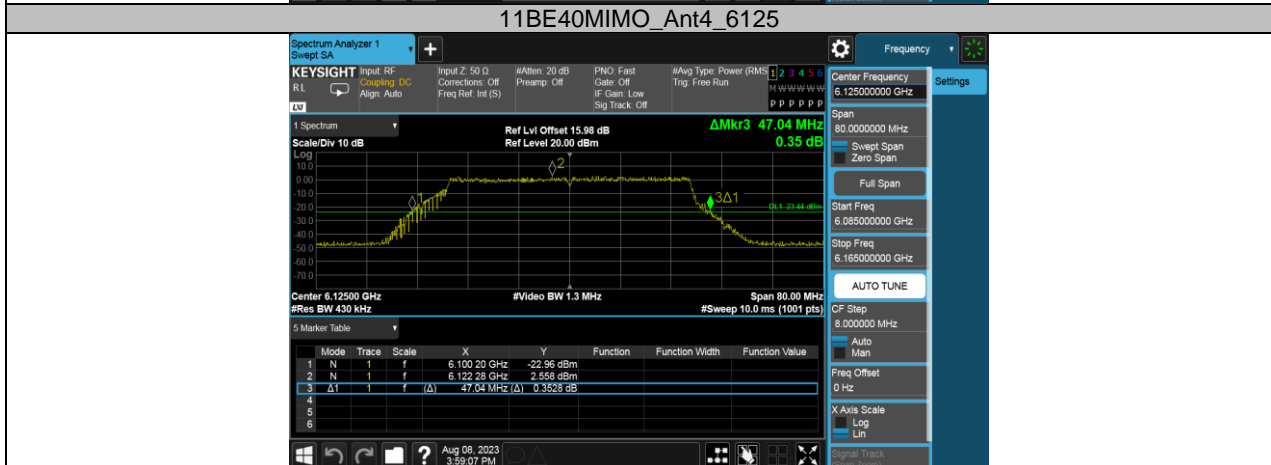 11BE40MIMO_Ant4_6125
Spectrum Analyzer 1
Swept SA
+
Frequency
KEYSIGHT Input: RF Input Z: 50 Ω #Atten: 20 dB PNO: Fast #Avg Type: Power (RMS 1 2 3 4 5 6
RL Coupling: DC Corrections: Off Preamp: Off Gate: Off Trig: Free Run M W W W W W
Align: Auto Freq Ref: Int (S) IF Gain: Low
LXI Sig Track: Off P P P P P P
Center Frequency
6.125000000 GHz
Settings
1 Spectrum
Scale/Div 10 dB
Ref Lvl Offset 15.98 dB
Ref Level 20.00 dBm
ΔMkr3 47.04 MHz
0.35 dB
Log
10.0
0.00
-10.0
-20.0
-30.0
-40.0
-50.0
-60.0
-70.0
1
2
3Δ1
DL1 -23.44 dBm
Center 6.12500 GHz #Video BW 1.3 MHz Span 80.00 MHz
#Res BW 430 kHz #Sweep 10.0 ms (1001 pts)
Span
80.0000000 MHz
Swept Span
Zero Span
Full Span
Start Freq
6.085000000 GHz
Stop Freq
6.165000000 GHz
AUTO TUNE
CF Step
8.000000 MHz
Auto
Man
Freq Offset
0 Hz
X Axis Scale
Log
Lin
Signal Track
5 Marker Table
Mode Trace Scale X Y Function Function Width Function Value
1 N 1 f 6.100 20 GHz -22.96 dBm
2 N 1 f 6.122 28 GHz 2.558 dBm
3 Δ1 1 f (Δ) 47.04 MHz (Δ) 0.3528 dB
4
5
6
? Aug 08, 2023
3:59:07 PM